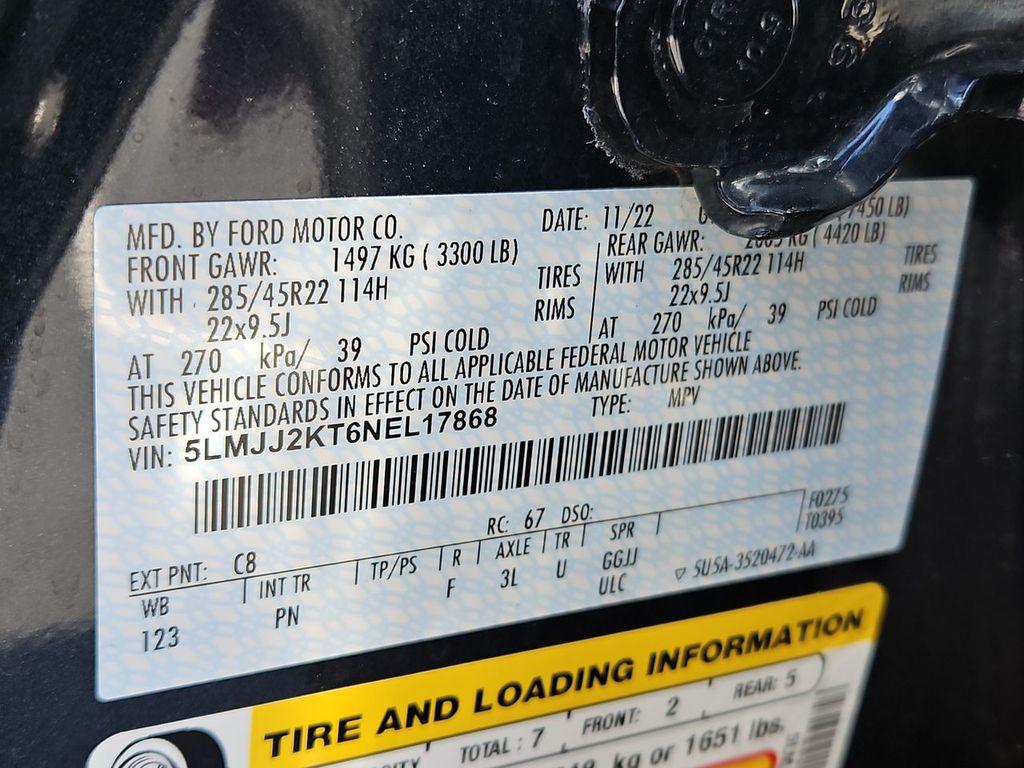 MFD. BY FORD MOTOR CO. DATE: 11/22
FRONT GAWR: 1497 KG ( 3300 LB)
WITH 285/45R22 114H TIRES
22x9.5J RIMS
AT 270 kPa/ 39 PSI COLD
7450 LB)
REAR GAWR: 2005 KG ( 4420 LB)
WITH 285/45R22 114H TIRES
22x9.5J RIMS
AT 270 kPa/ 39 PSI COLD
THIS VEHICLE CONFORMS TO ALL APPLICABLE FEDERAL MOTOR VEHICLE
SAFETY STANDARDS IN EFFECT ON THE DATE OF MANUFACTURE SHOWN ABOVE.
VIN: 5LMJJ2KT6NEL17868 TYPE: MPV
EXT PNT: C8 RC: 67 DSO: F0275
WB INT TR TP/PS R AXLE TR SPR T0395
123 PN F 3L U GGJJ
ULC 5U5A-3520472-AA
TIRE AND LOADING INFORMATION
TOTAL : 7 FRONT: 2 REAR: 5
kg or 1651 lbs.